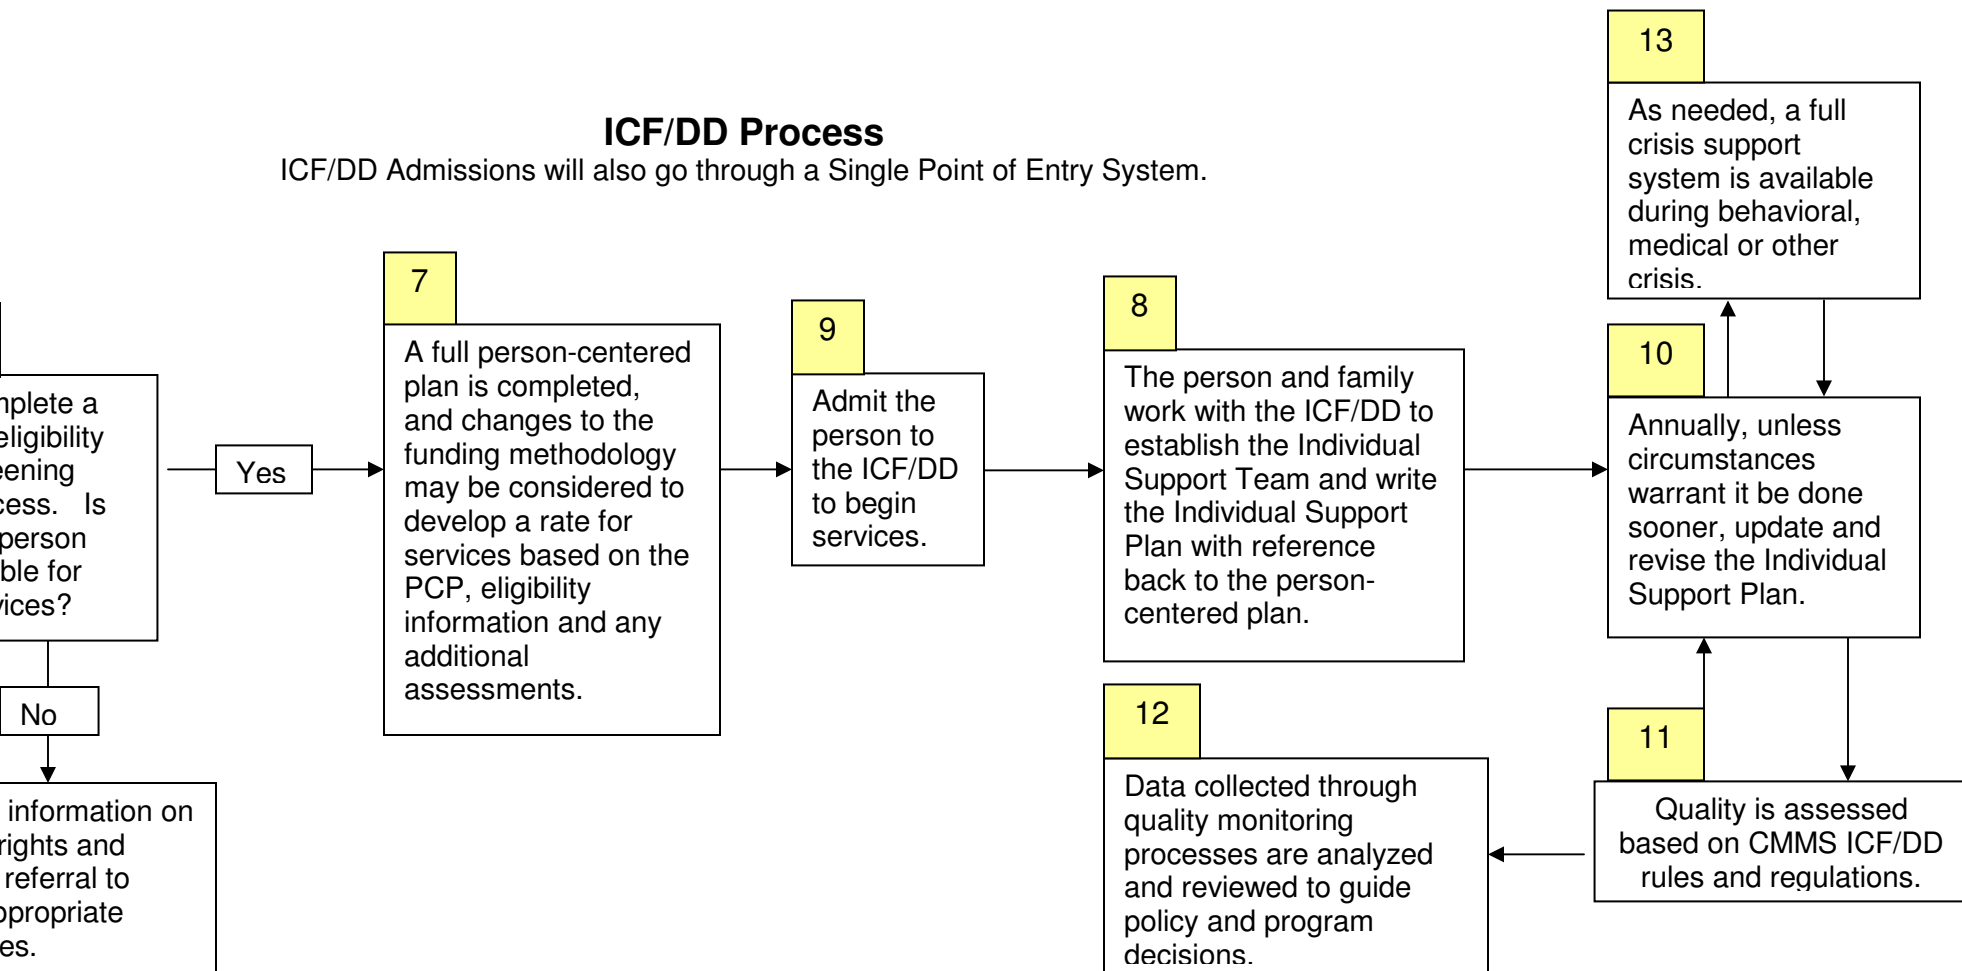 ICF/DD Process
ICF/DD Admissions will also go through a Single Point of Entry System.
a
eligibility
Is
person
for
No
information on
rights and
referral to
Yes
7
A full person-centered
plan is completed,
and changes to the
funding methodology
may be considered to
develop a rate for
services based on the
PCP, eligibility
information and any
additional
assessments.
9
Admit the
person to
the ICF/DD
to begin
services.
8
The person and family
work with the ICF/DD to
establish the Individual
Support Team and write
the Individual Support
Plan with reference
back to the person-
centered plan.
13
As needed, a full
crisis support
system is available
during behavioral,
medical or other
crisis.
10
Annually, unless
circumstances
warrant it be done
sooner, update and
revise the Individual
Support Plan.
11
Quality is assessed
based on CMMS ICF/DD
rules and regulations.
12
Data collected through
quality monitoring
processes are analyzed
and reviewed to guide
policy and program
decisions.